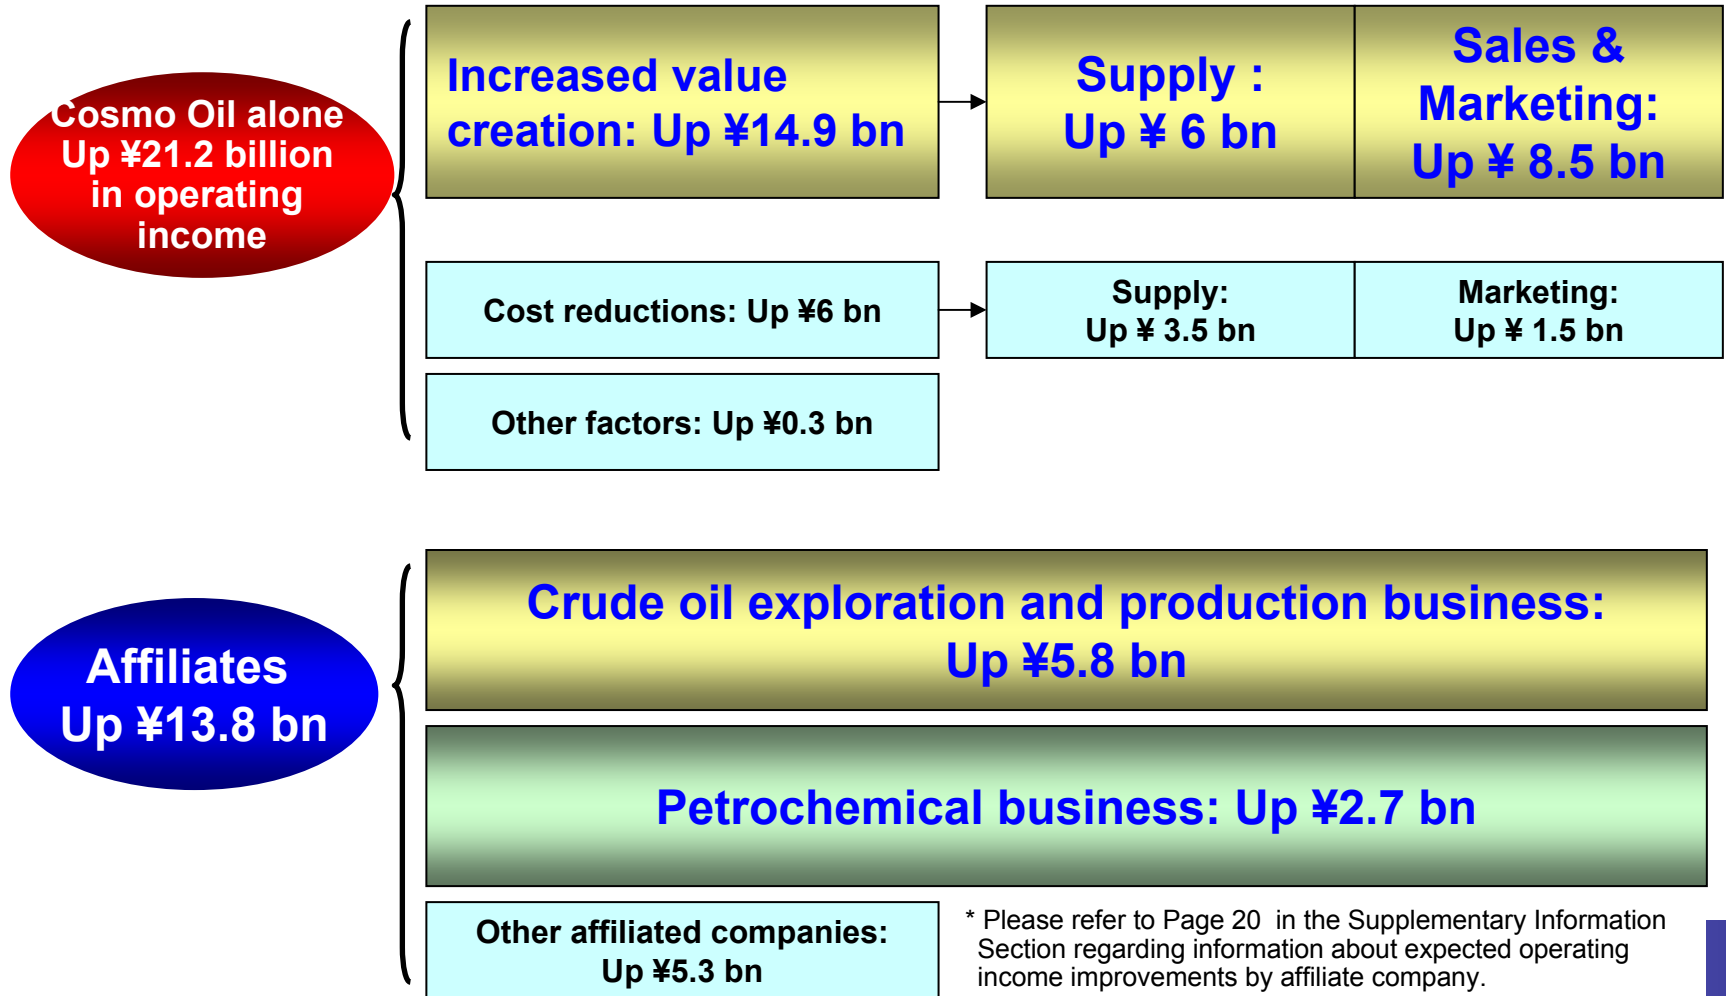 Cosmo Oil alone
Up ¥21.2 billion
in operating
income
Increased value
creation: Up ¥14.9 bn
Supply :
Up ¥ 6 bn
Sales &
Marketing:
Up ¥ 8.5 bn
Cost reductions: Up ¥6 bn
Supply:
Up ¥ 3.5 bn
Marketing:
Up ¥ 1.5 bn
Other factors: Up ¥0.3 bn
Affiliates
Up ¥13.8 bn
Crude oil exploration and production business:
Up ¥5.8 bn
Petrochemical business: Up ¥2.7 bn
Other affiliated companies:
Up ¥5.3 bn
* Please refer to Page 20 in the Supplementary Information
Section regarding information about expected operating
income improvements by affiliate company.